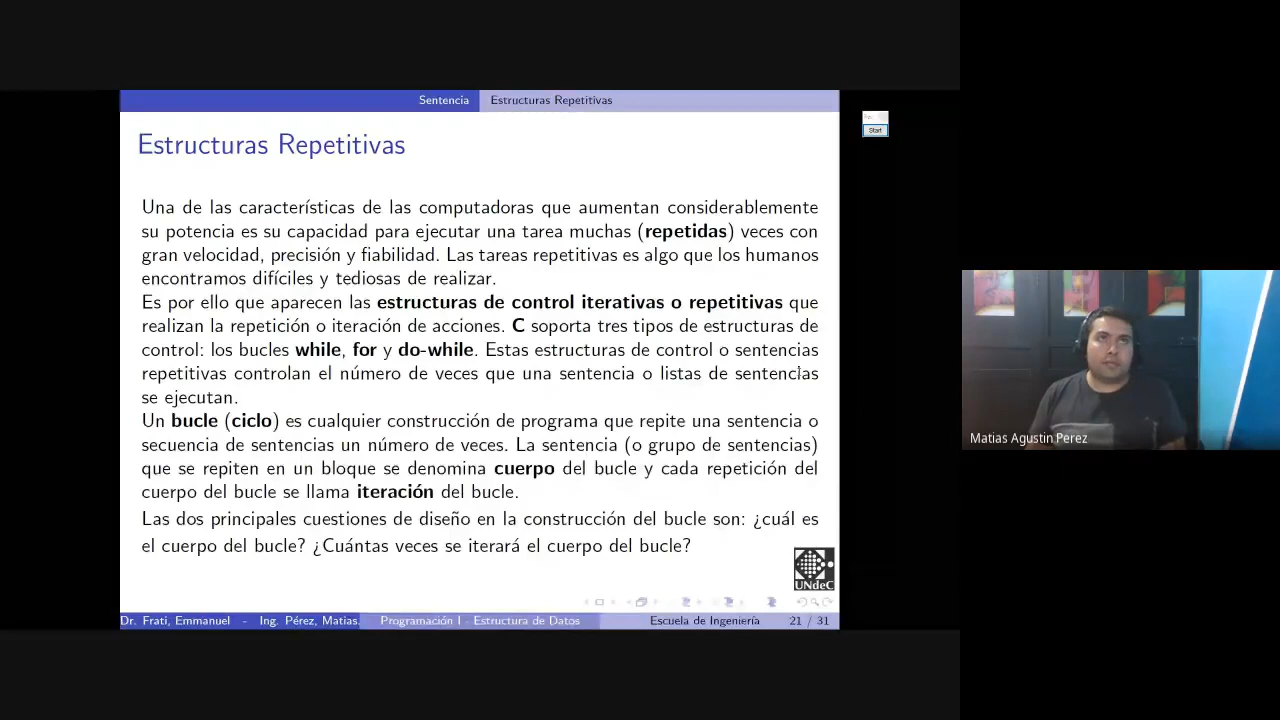 Sentencia Estructuras Repetitivas
Estructuras Repetitivas
Start
Una de las características de las computadoras que aumentan considerablemente
su potencia es su capacidad para ejecutar una tarea muchas (repetidas) veces con
gran velocidad, precisión y fiabilidad. Las tareas repetitivas es algo que los humanos
encontramos difíciles y tediosas de realizar.
Es por ello que aparecen las estructuras de control iterativas o repetitivas que
realizan la repetición o iteración de acciones. C soporta tres tipos de estructuras de
control: los bucles while, for y do-while. Estas estructuras de control o sentencias
repetitivas controlan el número de veces que una sentencia o listas de sentencias
se ejecutan.
Un bucle (ciclo) es cualquier construcción de programa que repite una sentencia o
secuencia de sentencias un número de veces. La sentencia (o grupo de sentencias)
que se repiten en un bloque se denomina cuerpo del bucle y cada repetición del
cuerpo del bucle se llama iteración del bucle.
Las dos principales cuestiones de diseño en la construcción del bucle son: ¿cuál es
el cuerpo del bucle? ¿Cuántas veces se iterará el cuerpo del bucle?
UNdeC
Dr. Frati, Emmanuel - Ing. Pérez, Matias. Programación I - Estructura de Datos Escuela de Ingeniería 21 / 31
Matias Agustin Perez